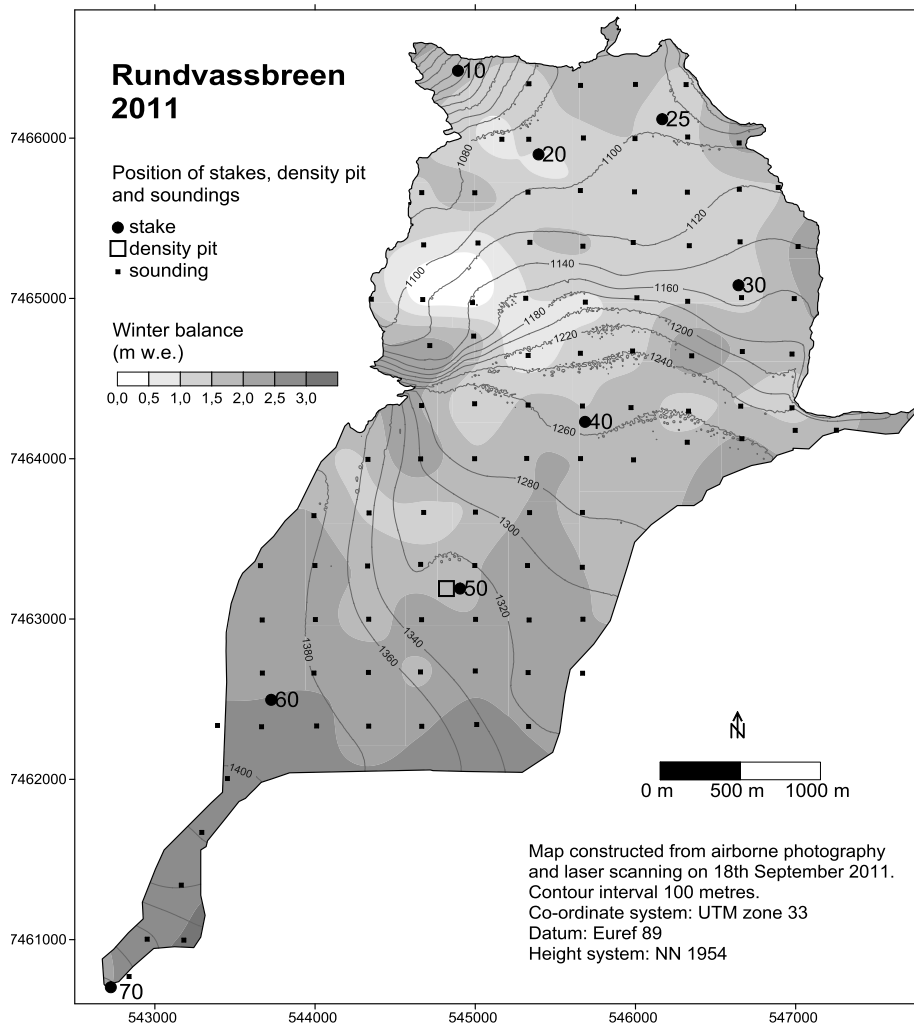 Rundvassbreen
2011
Position of stakes, density pit
and soundings
stake
density pit
sounding
Winter balance
(m w.e.)
0,0 0,5 1,0 1,5 2,0 2,5 3,0
7466000
7465000
7464000
7463000
7462000
7461000
10
25
20
1080
1100
1120
1100
1140
1160
30
1180
1200
1220
1240
40
1260
1280
1300
50
1320
1340
1360
1380
60
1400
70
N
0 m 500 m 1000 m
Map constructed from airborne photography
and laser scanning on 18th September 2011.
Contour interval 100 metres.
Co-ordinate system: UTM zone 33
Datum: Euref 89
Height system: NN 1954
543000 544000 545000 546000 547000